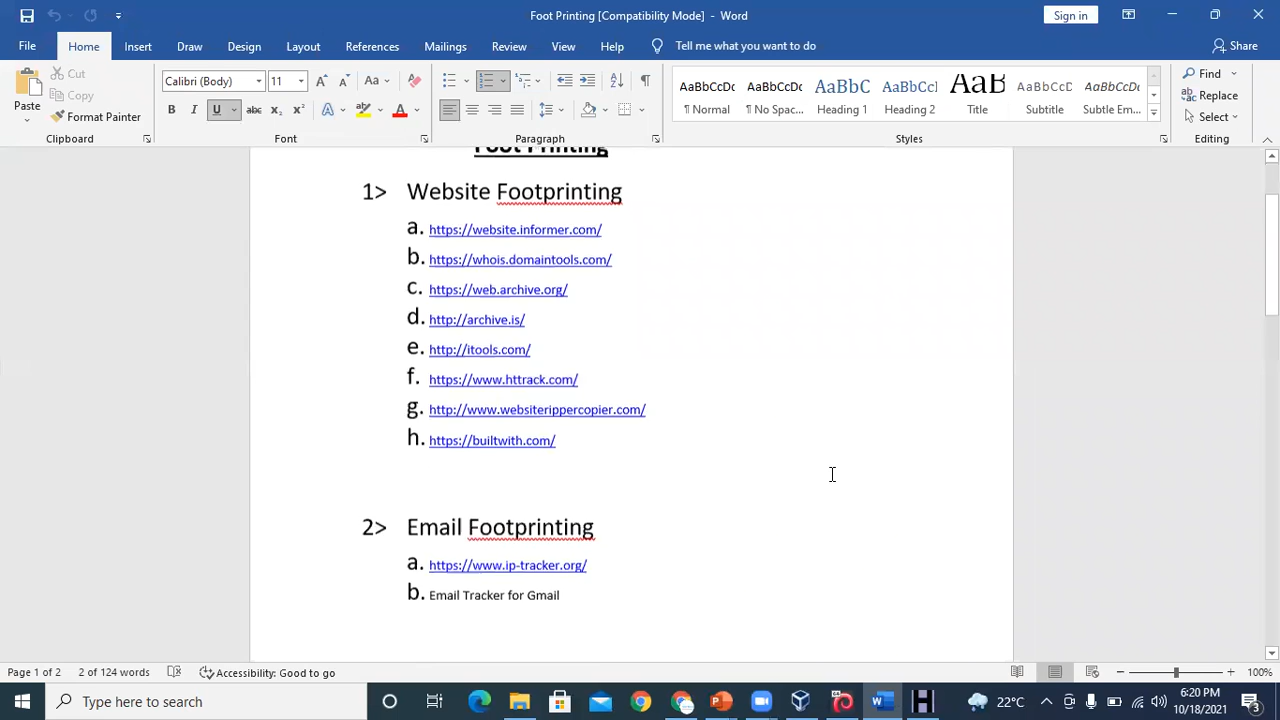 Foot Printing [Compatibility Mode] - Word
Sign in
File
Home
Insert
Draw
Design
Layout
References
Mailings
Review
View
Help
Tell me what you want to do
Share
Paste
Cut
Copy
Format Painter
Clipboard
Calibri (Body)
11
Aa
B I U abc x₂ x²
Font
Paragraph
AaBbCcDc
¶ Normal
AaBbCcDc
¶ No Spac...
AaBbC
Heading 1
AaBbCcI
Heading 2
AaB
Title
AaBbCcD
Subtitle
AaBbCcDc
Subtle Em...
Styles
Find
Replace
Select
Editing
Foot Printing
1> Website Footprinting
a. https://website.informer.com/
b. https://whois.domaintools.com/
c. https://web.archive.org/
d. http://archive.is/
e. http://itools.com/
f. https://www.httrack.com/
g. http://www.websiterippercopier.com/
h. https://builtwith.com/
2> Email Footprinting
a. https://www.ip-tracker.org/
b. Email Tracker for Gmail
Page 1 of 2
2 of 124 words
Accessibility: Good to go
100%
Type here to search
22°C
6:20 PM
10/18/2021
3